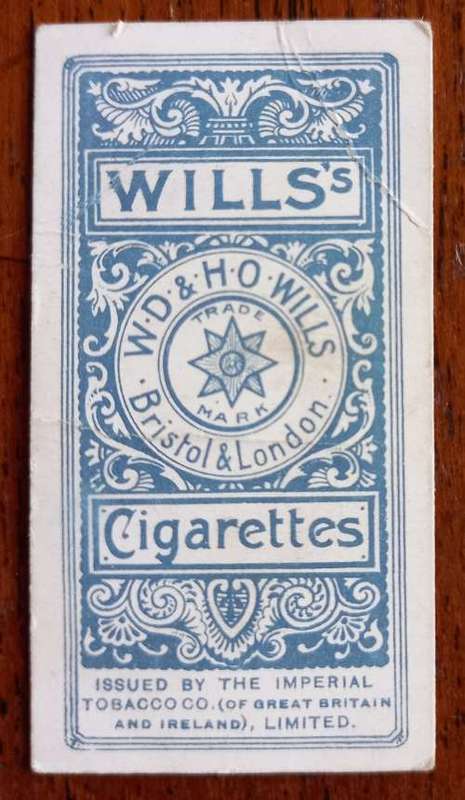 WILLS's
W·D·&·H·O·WILLS
TRADE
MARK
·Bristol & London·
Cigarettes
ISSUED BY THE IMPERIAL
TOBACCO CO. (OF GREAT BRITAIN
AND IRELAND), LIMITED.